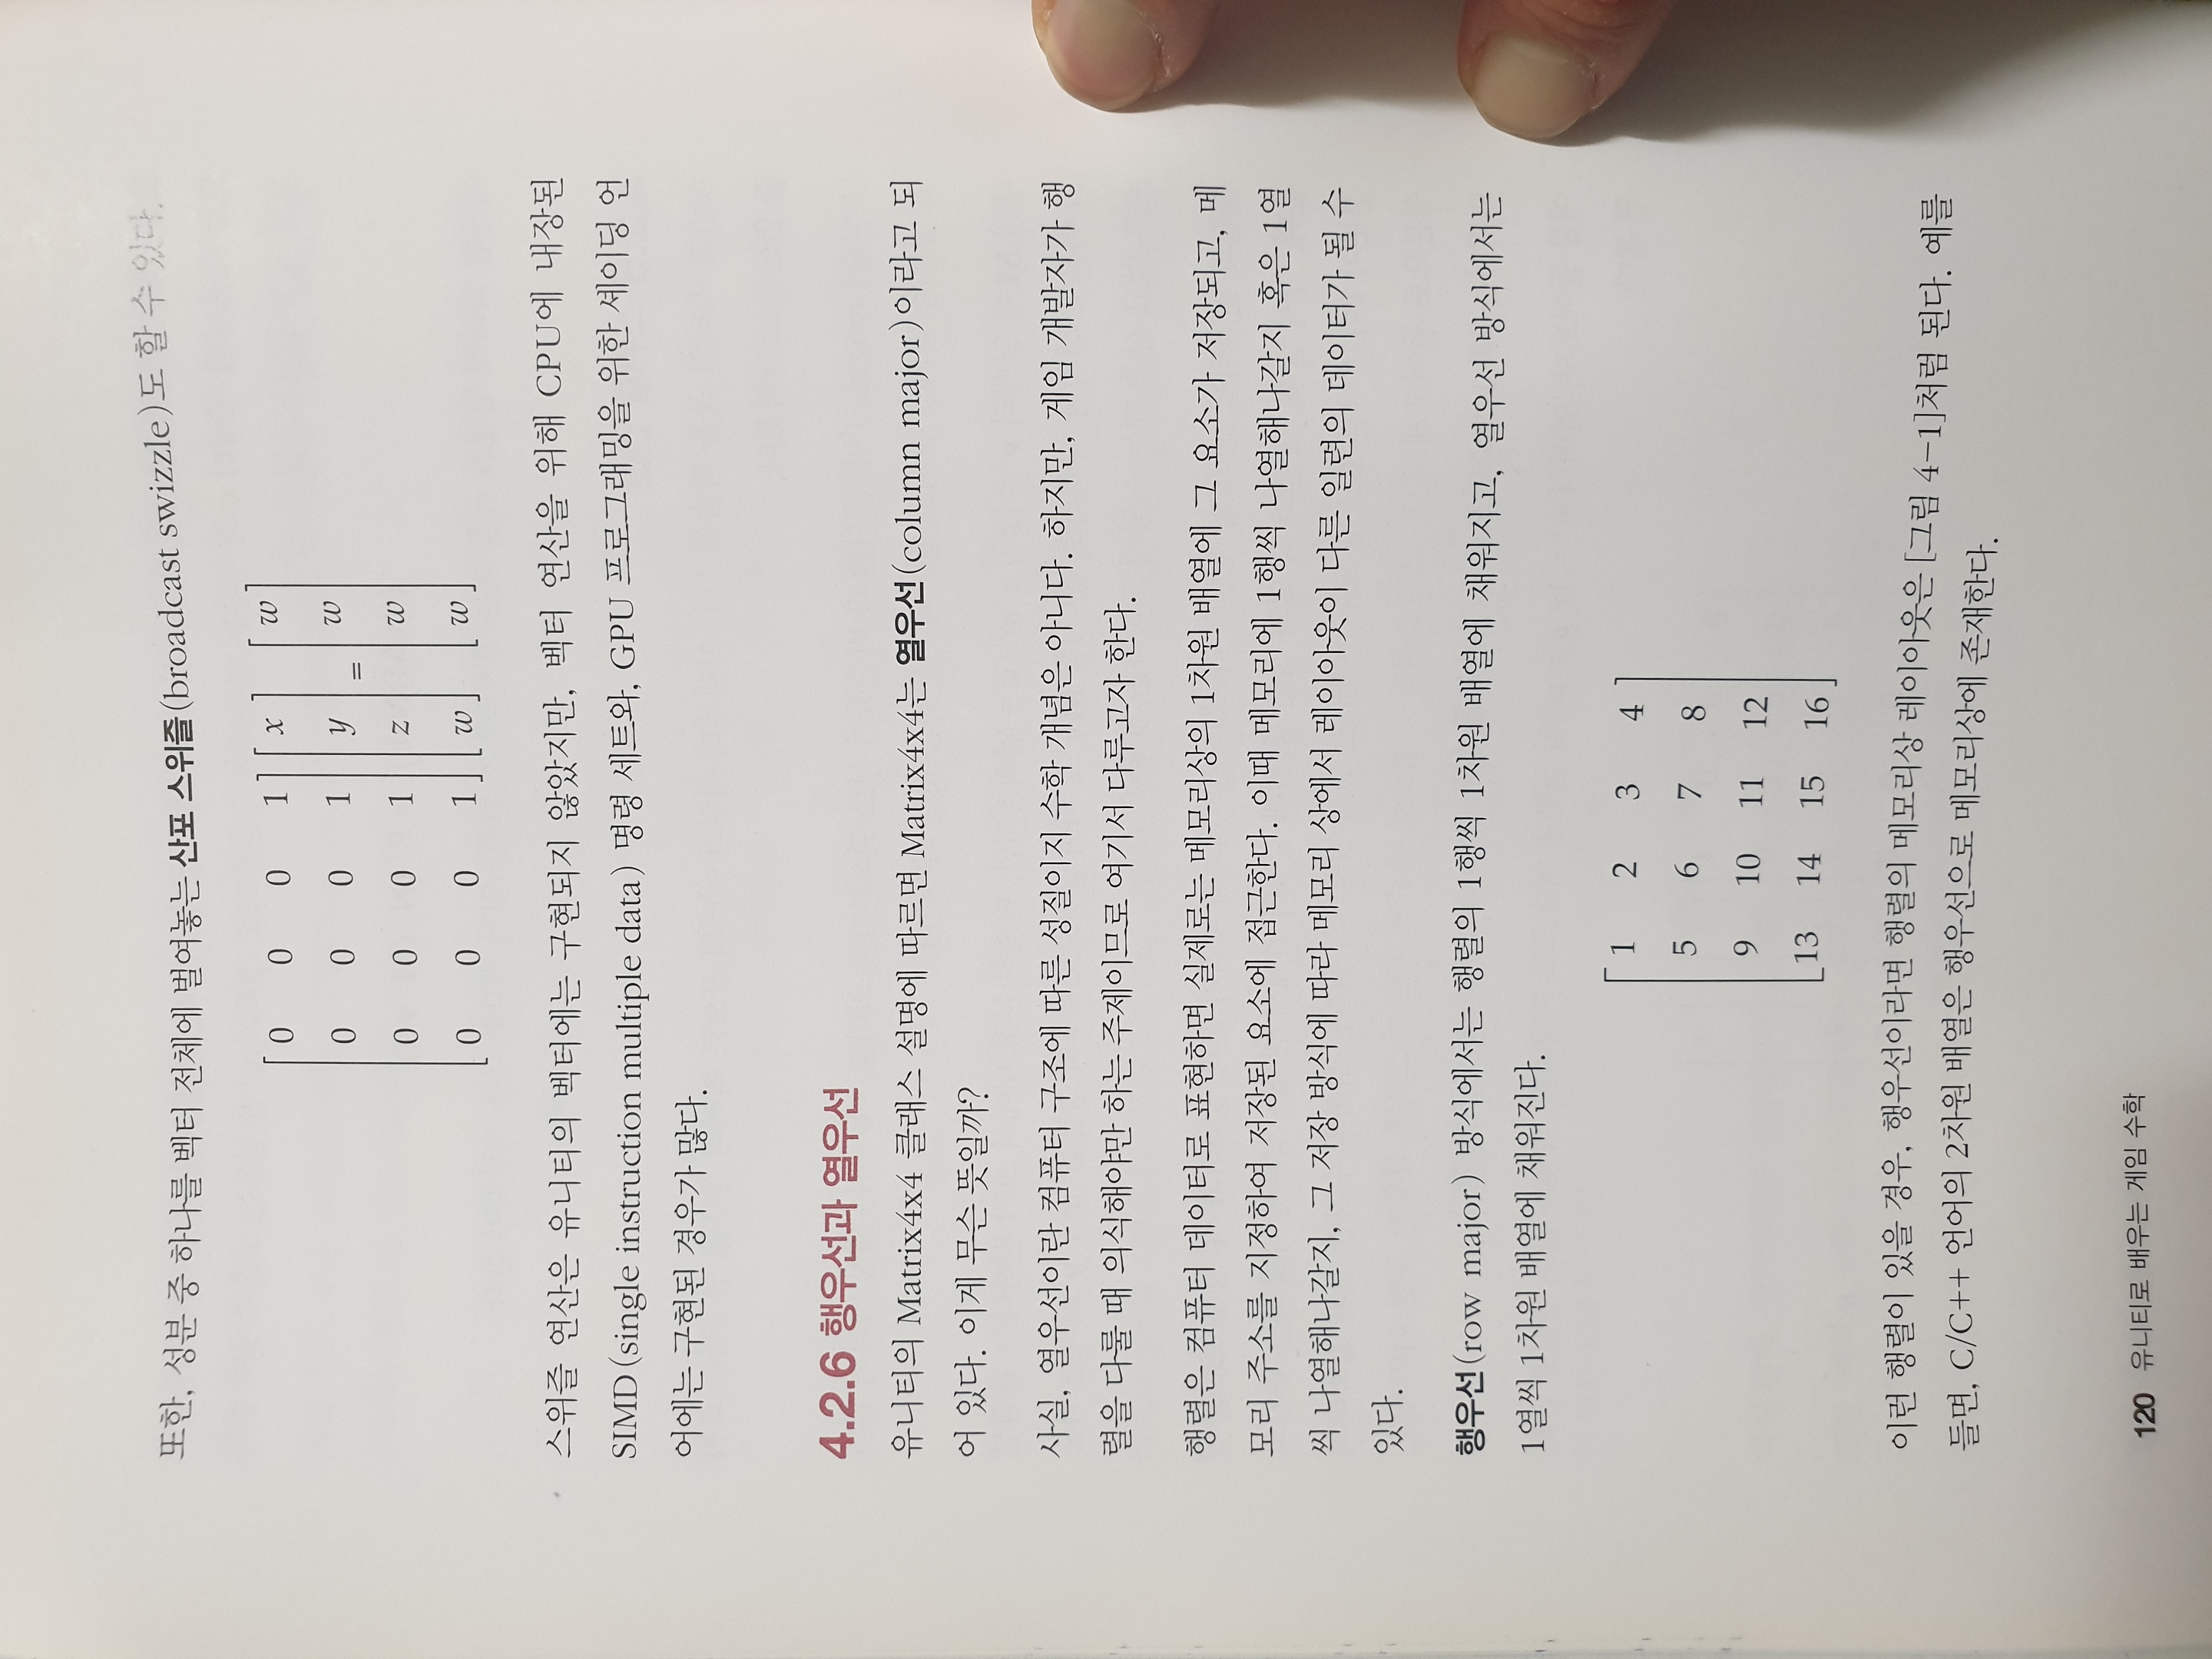 또한, 성분 중 하나를 벡터 전체에 벌여놓는 산포 스위즐(broadcast swizzle)도 할 수 있다.
0 0 0 1 x w
0 0 0 1 y w
=
0 0 0 1 z w
0 0 0 1 w w
스위즐 연산은 유니티의 벡터에는 구현되지 않았지만, 벡터 연산을 위해 CPU에 내장된
SIMD(single instruction multiple data) 명령 세트와, GPU 프로그래밍을 위한 셰이딩 언
어에는 구현된 경우가 많다.
4.2.6 행우선과 열우선
유니티의 Matrix4x4 클래스 설명에 따르면 Matrix4x4는 열우선(column major)이라고 되
어 있다. 이게 무슨 뜻일까?
사실, 열우선이란 컴퓨터 구조에 따른 성질이지 수학 개념은 아니다. 하지만, 게임 개발자가 행
렬을 다룰 때 의식해야만 하는 주제이므로 여기서 다루고자 한다.
행렬은 컴퓨터 데이터로 표현하면 실제로는 메모리상의 1차원 배열에 그 요소가 저장되고, 메
모리 주소를 지정하여 저장된 요소에 접근한다. 이때 메모리에 1행씩 나열해나갈지 혹은 1열
씩 나열해나갈지, 그 저장 방식에 따라 메모리 상에서 레이아웃이 다른 일련의 데이터가 될 수
있다.
행우선(row major) 방식에서는 행렬의 1행씩 1차원 배열에 채워지고, 열우선 방식에서는
1열씩 1차원 배열에 채워진다.
1 2 3 4
5 6 7 8
9 10 11 12
13 14 15 16
이런 행렬이 있을 경우, 행우선이라면 행렬의 메모리상 레이아웃은 [그림 4-1]처럼 된다. 예를
들면, C/C++ 언어의 2차원 배열은 행우선으로 메모리상에 존재한다.
120 유니티로 배우는 게임 수학